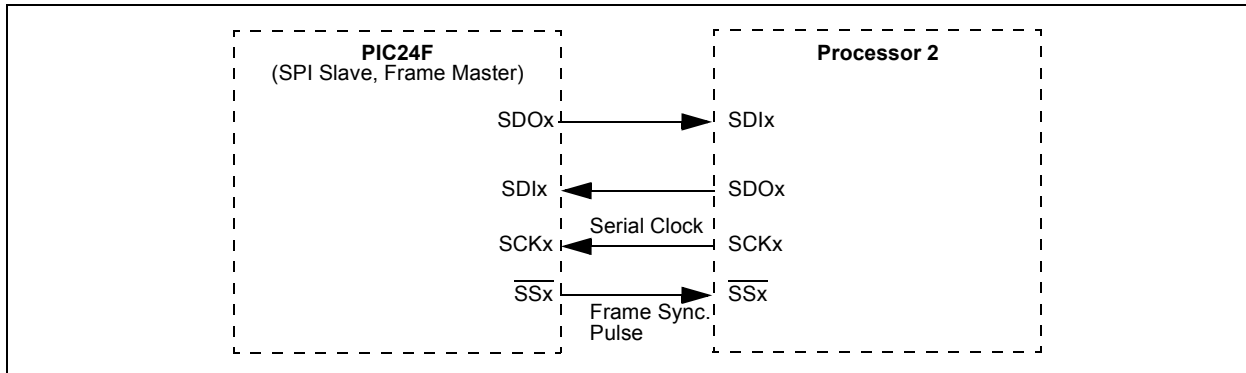 PIC24F
(SPI Slave, Frame Master)
Processor 2
SDOx
SDIx
SDIx
SDOx
Serial Clock
SCKx
SCKx
SSx
SSx
Frame Sync.
Pulse